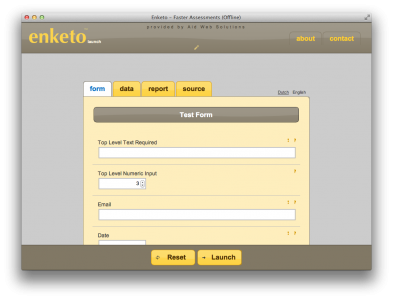 Enketo – Faster Assessments (Offline)
provided by Aid Web Solutions
enketo launch
about
contact
form
data
report
source
Dutch English
Test Form
Top Level Text Required
Top Level Numeric Input
3
Email
Date
Reset
Launch